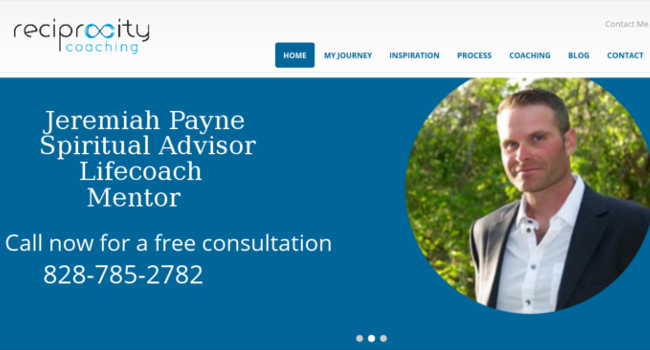 reciprocity
coaching
Contact Me
HOME
MY JOURNEY
INSPIRATION
PROCESS
COACHING
BLOG
CONTACT
Jeremiah Payne
Spiritual Advisor
Lifecoach
Mentor
Call now for a free consultation
828-785-2782